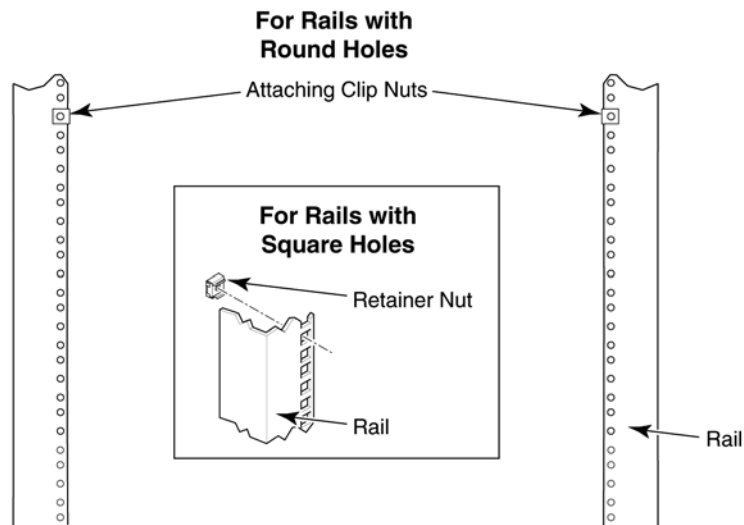 For Rails with
Round Holes
Attaching Clip Nuts
For Rails with
Square Holes
Retainer Nut
Rail
Rail